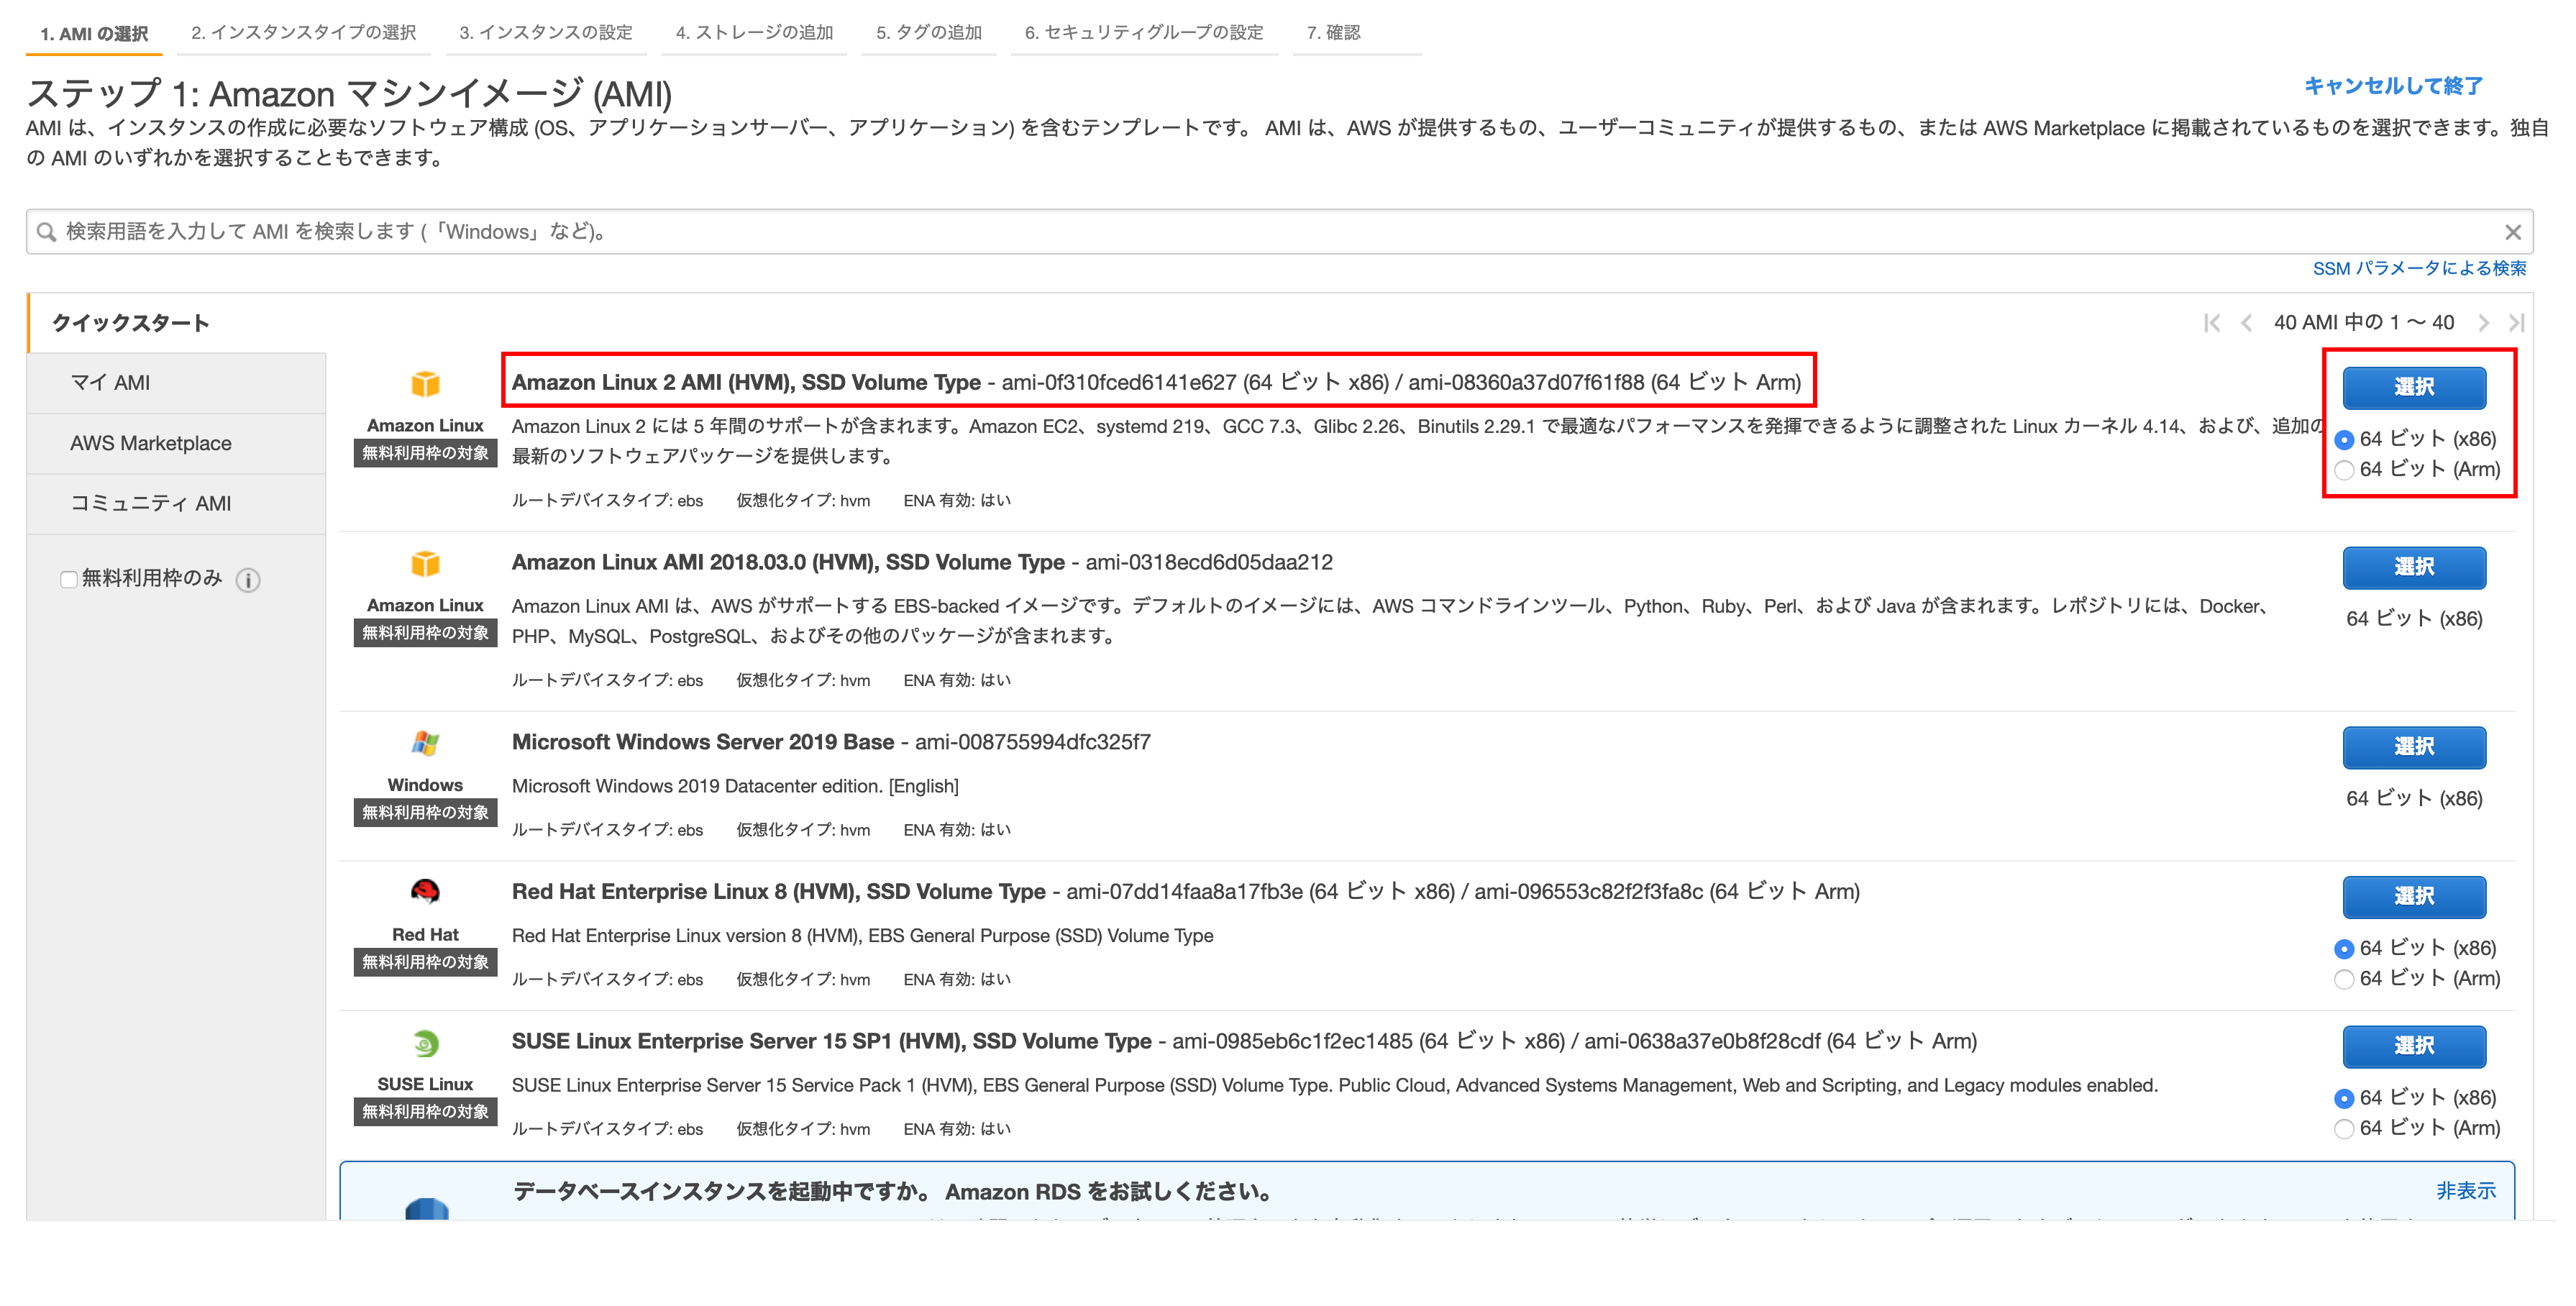 1. AMI の選択 2. インスタンスタイプの選択 3. インスタンスの設定 4. ストレージの追加 5. タグの追加 6. セキュリティグループの設定 7. 確認
ステップ 1: Amazon マシンイメージ (AMI)
キャンセルして終了
AMI は、インスタンスの作成に必要なソフトウェア構成 (OS、アプリケーションサーバー、アプリケーション) を含むテンプレートです。 AMI は、AWS が提供するもの、ユーザーコミュニティが提供するもの、または AWS Marketplace に掲載されているものを選択できます。独自
の AMI のいずれかを選択することもできます。
検索用語を入力して AMI を検索します (「Windows」など)。
SSM パラメータによる検索
クイックスタート
40 AMI 中の 1 〜 40
マイ AMI
AWS Marketplace
コミュニティ AMI
無料利用枠のみ
Amazon Linux
無料利用枠の対象
Amazon Linux 2 AMI (HVM), SSD Volume Type - ami-0f310fced6141e627 (64 ビット x86) / ami-08360a37d07f61f88 (64 ビット Arm)
Amazon Linux 2 には 5 年間のサポートが含まれます。Amazon EC2、systemd 219、GCC 7.3、Glibc 2.26、Binutils 2.29.1 で最適なパフォーマンスを発揮できるように調整された Linux カーネル 4.14、および、追加の
最新のソフトウェアパッケージを提供します。
ルートデバイスタイプ: ebs 仮想化タイプ: hvm ENA 有効: はい
選択
64 ビット (x86)
64 ビット (Arm)
Amazon Linux
無料利用枠の対象
Amazon Linux AMI 2018.03.0 (HVM), SSD Volume Type - ami-0318ecd6d05daa212
Amazon Linux AMI は、AWS がサポートする EBS-backed イメージです。デフォルトのイメージには、AWS コマンドラインツール、Python、Ruby、Perl、および Java が含まれます。レポジトリには、Docker、
PHP、MySQL、PostgreSQL、およびその他のパッケージが含まれます。
ルートデバイスタイプ: ebs 仮想化タイプ: hvm ENA 有効: はい
選択
64 ビット (x86)
Windows
無料利用枠の対象
Microsoft Windows Server 2019 Base - ami-008755994dfc325f7
Microsoft Windows 2019 Datacenter edition. [English]
ルートデバイスタイプ: ebs 仮想化タイプ: hvm ENA 有効: はい
選択
64 ビット (x86)
Red Hat
無料利用枠の対象
Red Hat Enterprise Linux 8 (HVM), SSD Volume Type - ami-07dd14faa8a17fb3e (64 ビット x86) / ami-096553c82f2f3fa8c (64 ビット Arm)
Red Hat Enterprise Linux version 8 (HVM), EBS General Purpose (SSD) Volume Type
ルートデバイスタイプ: ebs 仮想化タイプ: hvm ENA 有効: はい
選択
64 ビット (x86)
64 ビット (Arm)
SUSE Linux
無料利用枠の対象
SUSE Linux Enterprise Server 15 SP1 (HVM), SSD Volume Type - ami-0985eb6c1f2ec1485 (64 ビット x86) / ami-0638a37e0b8f28cdf (64 ビット Arm)
SUSE Linux Enterprise Server 15 Service Pack 1 (HVM), EBS General Purpose (SSD) Volume Type. Public Cloud, Advanced Systems Management, Web and Scripting, and Legacy modules enabled.
ルートデバイスタイプ: ebs 仮想化タイプ: hvm ENA 有効: はい
選択
64 ビット (x86)
64 ビット (Arm)
データベースインスタンスを起動中ですか。 Amazon RDS をお試しください。
非表示